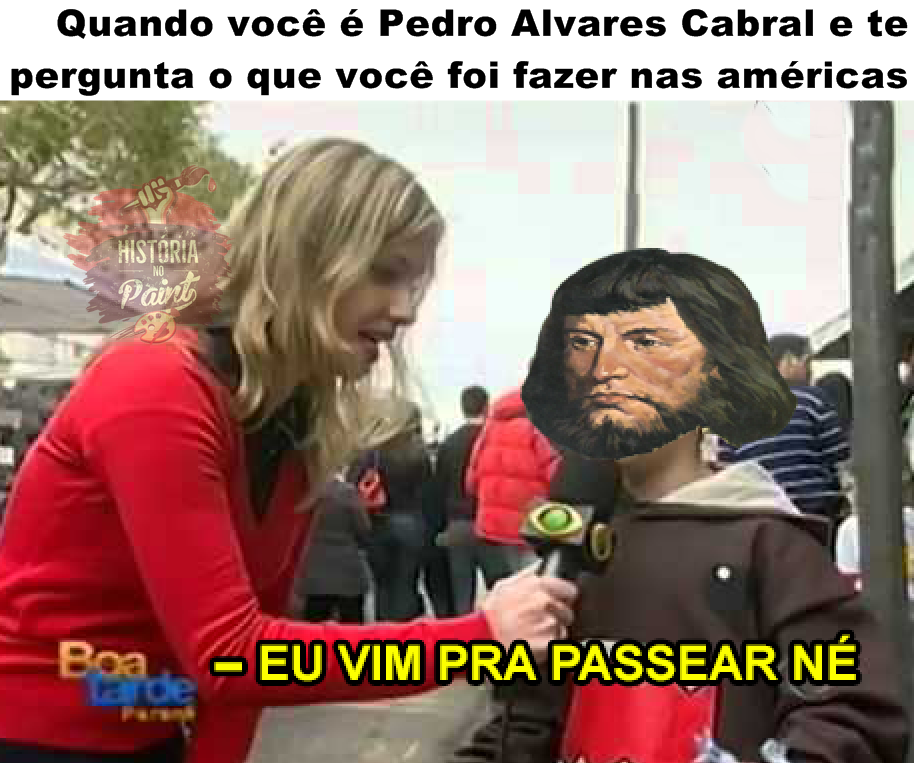 Quando você é Pedro Alvares Cabral e te
pergunta o que você foi fazer nas américas
HISTÓRIA
NO
Paint
Boa
tarde
Paraná
– EU VIM PRA PASSEAR NÉ